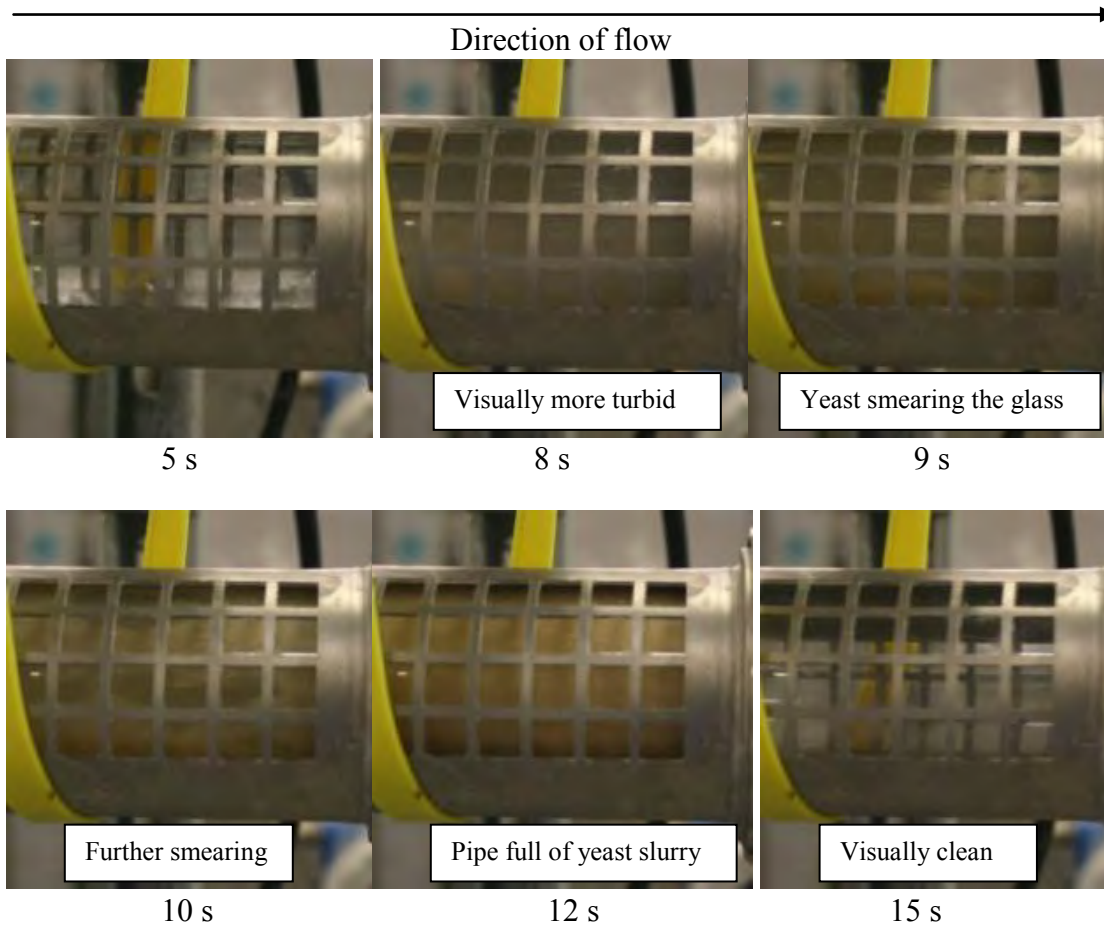 Direction of flow
Visually more turbid
Yeast smearing the glass
5 s
8 s
9 s
Further smearing
Pipe full of yeast slurry
Visually clean
10 s
12 s
15 s